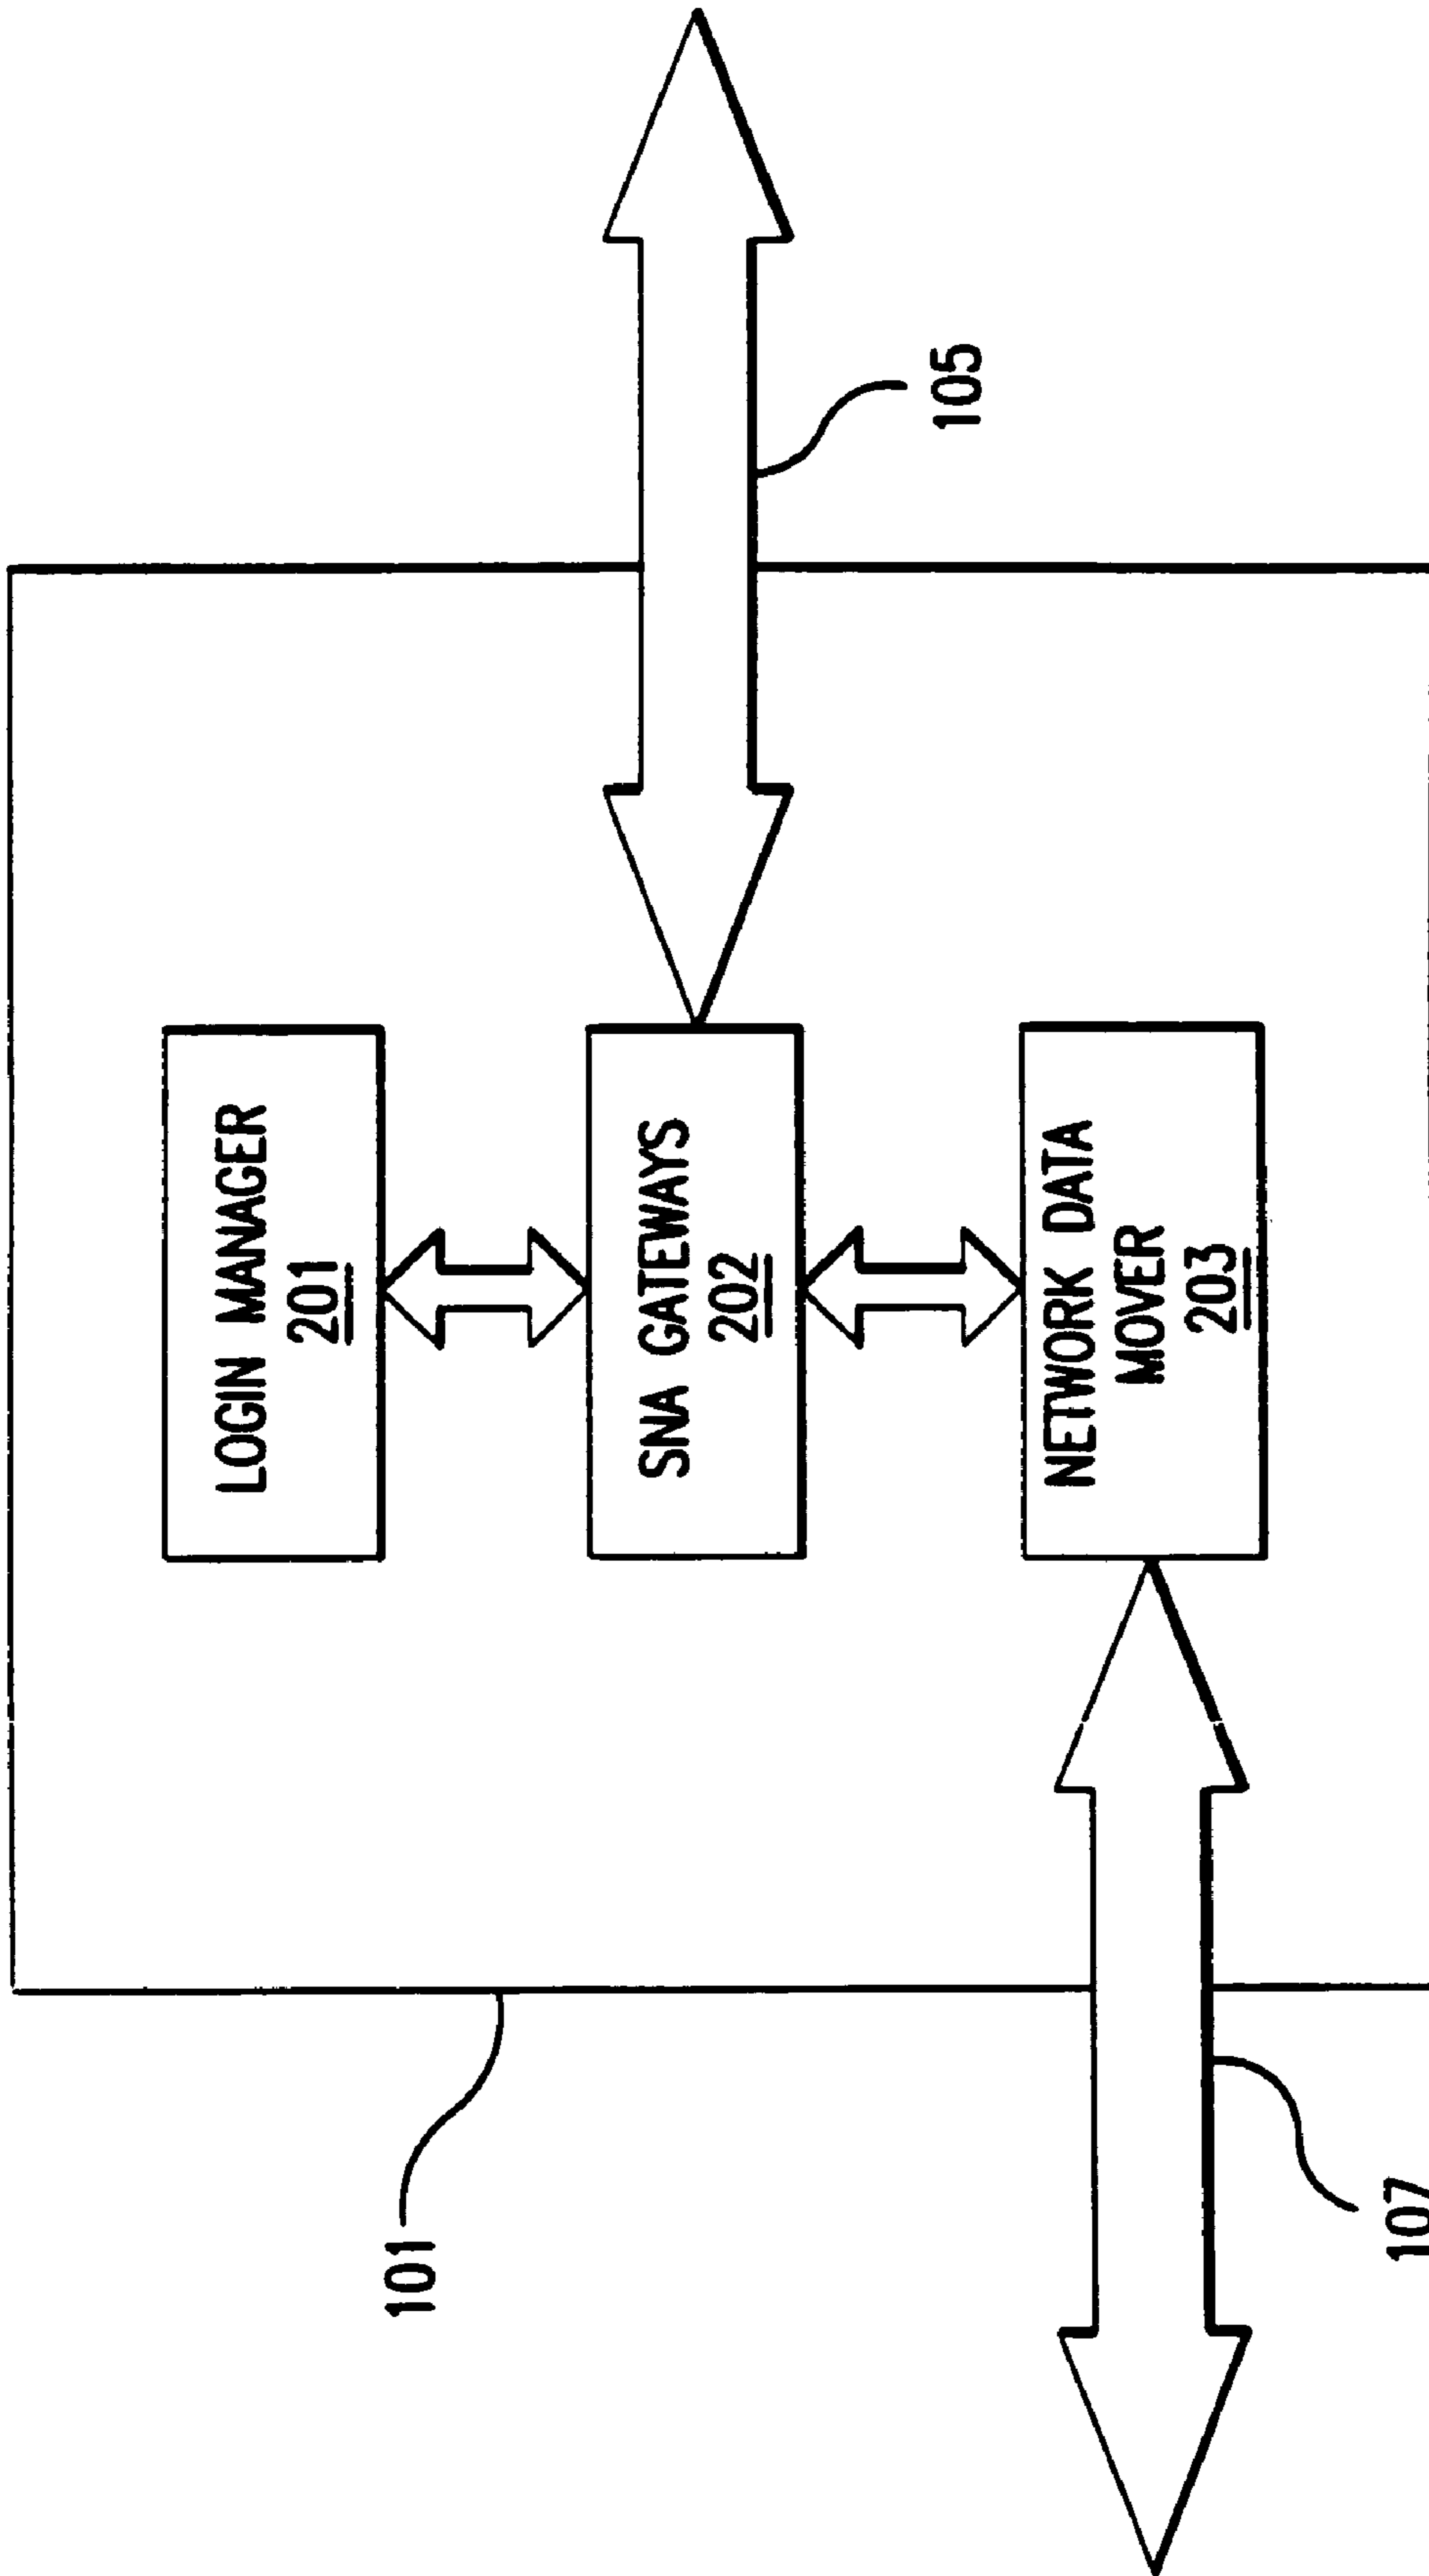 LOGIN MANAGER
201
SNA GATEWAYS
202
NETWORK DATA
MOVER
203
101
105
107